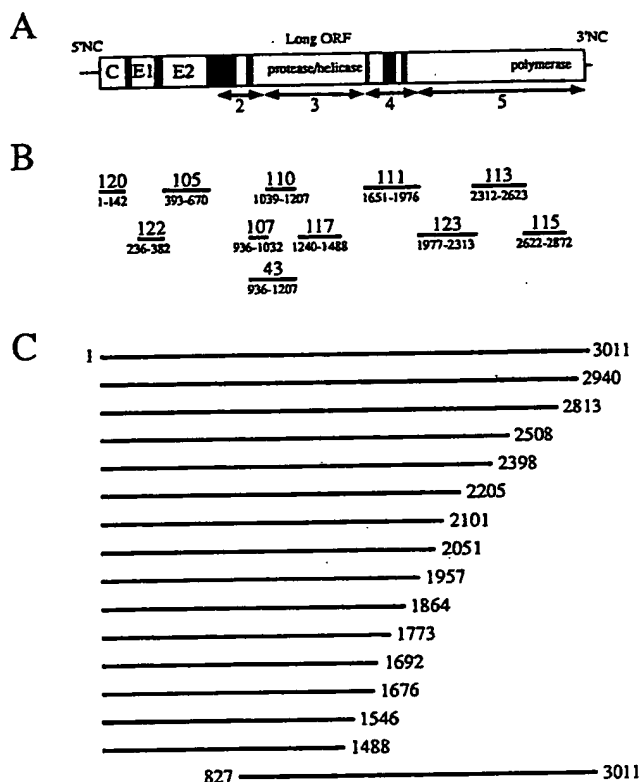 A
5'NC Long ORF 3'NC
C E1 E2 protease/helicase polymerase
2 3 4 5
B
120 105 110 111 113
1-142 393-670 1039-1207 1651-1976 2312-2623
122 107 117 123 115
236-382 936-1032 1240-1488 1977-2313 2622-2872
43
936-1207
C
1 3011
2940
2813
2508
2398
2205
2101
2051
1957
1864
1773
1692
1676
1546
1488
827 3011